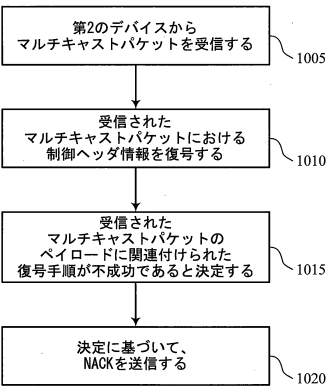 第2のデバイスから
マルチキャストパケットを受信する
1005
受信された
マルチキャストパケットにおける
制御ヘッダ情報を復号する
1010
受信された
マルチキャストパケットの
ペイロードに関連付けられた
復号手順が不成功であると決定する
1015
決定に基づいて、
NACKを送信する
1020